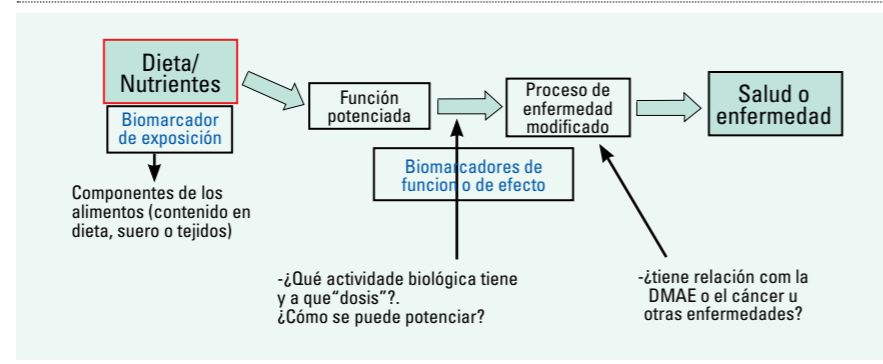 Dieta/
Nutrientes
Biomarcador
de exposición
Componentes de los
alimentos (contenido en
dieta, suero o tejidos)
Función
potenciada
Proceso de
enfermedad
modificado
Salud o
enfermedad
Biomarcadores de
funcion o de efecto
-¿Qué actividade biológica tiene
y a que“dosis”?.
¿Cómo se puede potenciar?
-¿tiene relación com la
DMAE o el cáncer u
otras enfermedades?